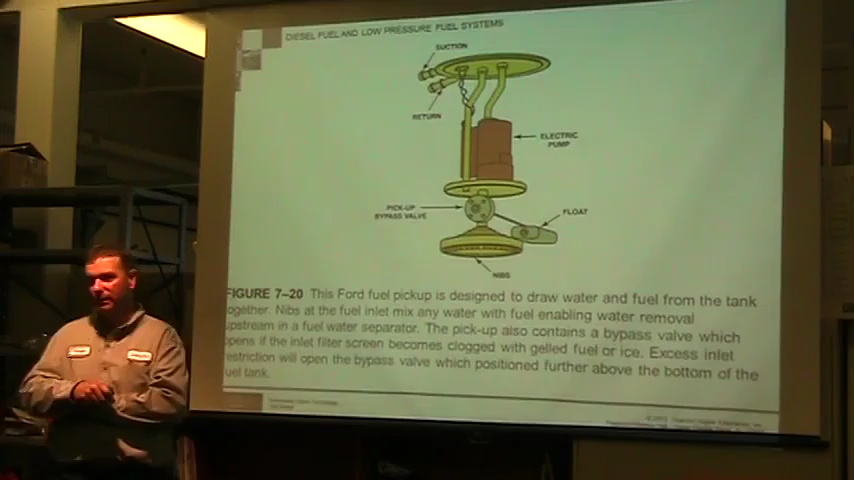 DIESEL FUEL AND LOW PRESSURE FUEL SYSTEMS
SUCTION
RETURN
ELECTRIC
PUMP
PICK-UP
BYPASS VALVE
FLOAT
NIBS
FIGURE 7–20 This Ford fuel pickup is designed to draw water and fuel from the tank
together. Nibs at the fuel inlet mix any water with fuel enabling water removal
upstream in a fuel water separator. The pick-up also contains a bypass valve which
opens if the inlet filter screen becomes clogged with gelled fuel or ice. Excess inlet
restriction will open the bypass valve which positioned further above the bottom of the
fuel tank.